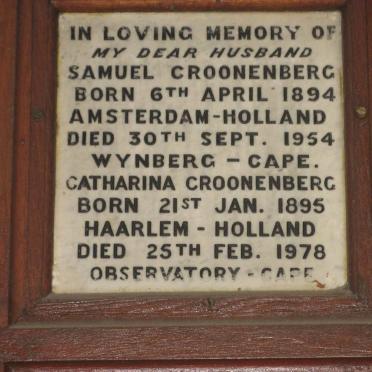 IN LOVING MEMORY OF
MY DEAR HUSBAND
SAMUEL CROONENBERG
BORN 6TH APRIL 1894
AMSTERDAM-HOLLAND
DIED 30TH SEPT. 1954
WYNBERG - CAPE.
CATHARINA CROONENBERG
BORN 21ST JAN. 1895
HAARLEM - HOLLAND
DIED 25TH FEB. 1978
OBSERVATORY - CAPE